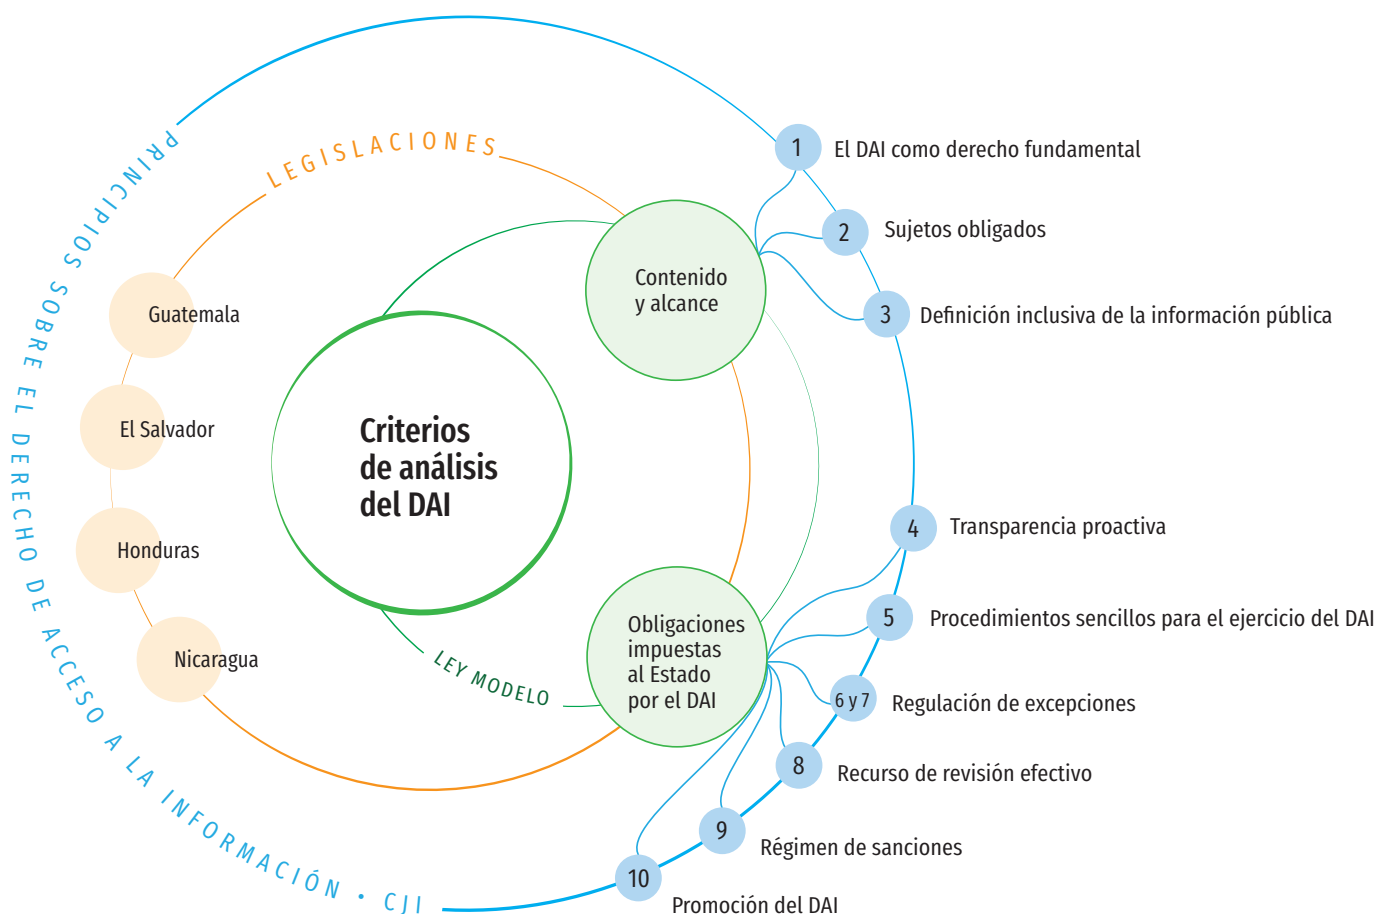 PRINCIPIOS SOBRE EL DERECHO DE ACCESO A LA INFORMACIÓN • CJI
LEGISLACIONES
Guatemala
El Salvador
Honduras
Nicaragua
Criterios
de análisis
del DAI
LEY MODELO
Contenido
y alcance
Obligaciones
impuestas
al Estado
por el DAI
1 El DAI como derecho fundamental
2 Sujetos obligados
3 Definición inclusiva de la información pública
4 Transparencia proactiva
5 Procedimientos sencillos para el ejercicio del DAI
6 y 7 Regulación de excepciones
8 Recurso de revisión efectivo
9 Régimen de sanciones
10 Promoción del DAI